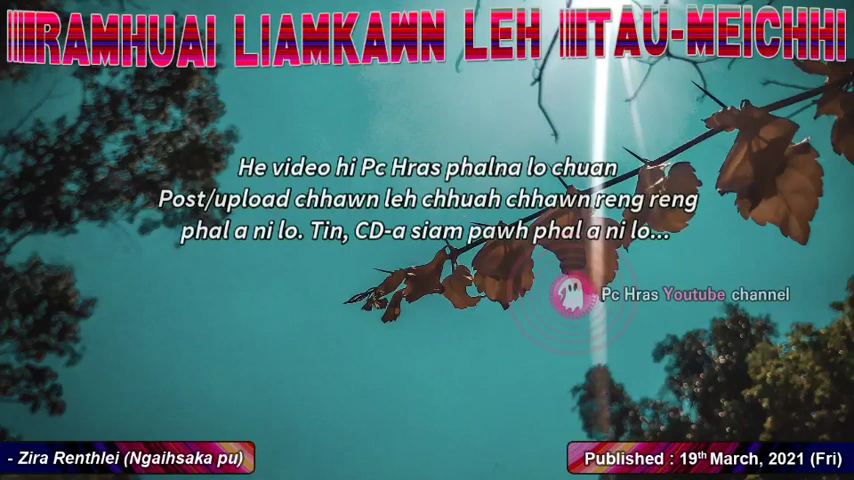 RAMHUAI LIAMKAWN LEH TAU-MEICHHI
He video hi Pc Hras phalna lo chuan
Post/upload chhawn leh chhuah chhawn reng reng
phal a ni lo. Tin, CD-a siam pawh phal a ni lo...
Pc Hras Youtube channel
- Zira Renthlei (Ngaihsaka pu)
Published : 19th March, 2021 (Fri)